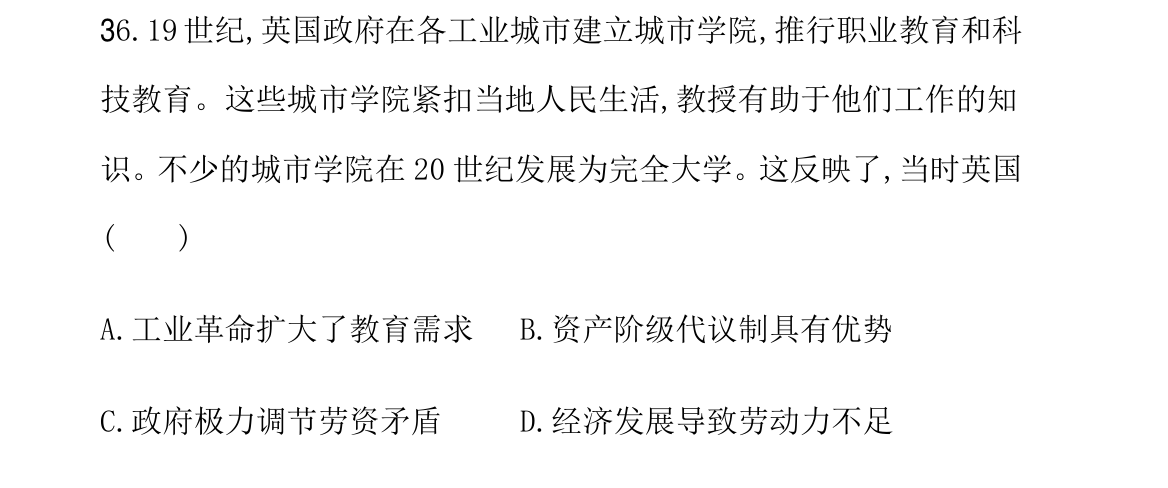 36.19世纪,英国政府在各工业城市建立城市学院,推行职业教育和科
技教育。这些城市学院紧扣当地人民生活,教授有助于他们工作的知
识。不少的城市学院在20世纪发展为完全大学。这反映了,当时英国
(　　)
A.工业革命扩大了教育需求　B.资产阶级代议制具有优势
C.政府极力调节劳资矛盾　D.经济发展导致劳动力不足